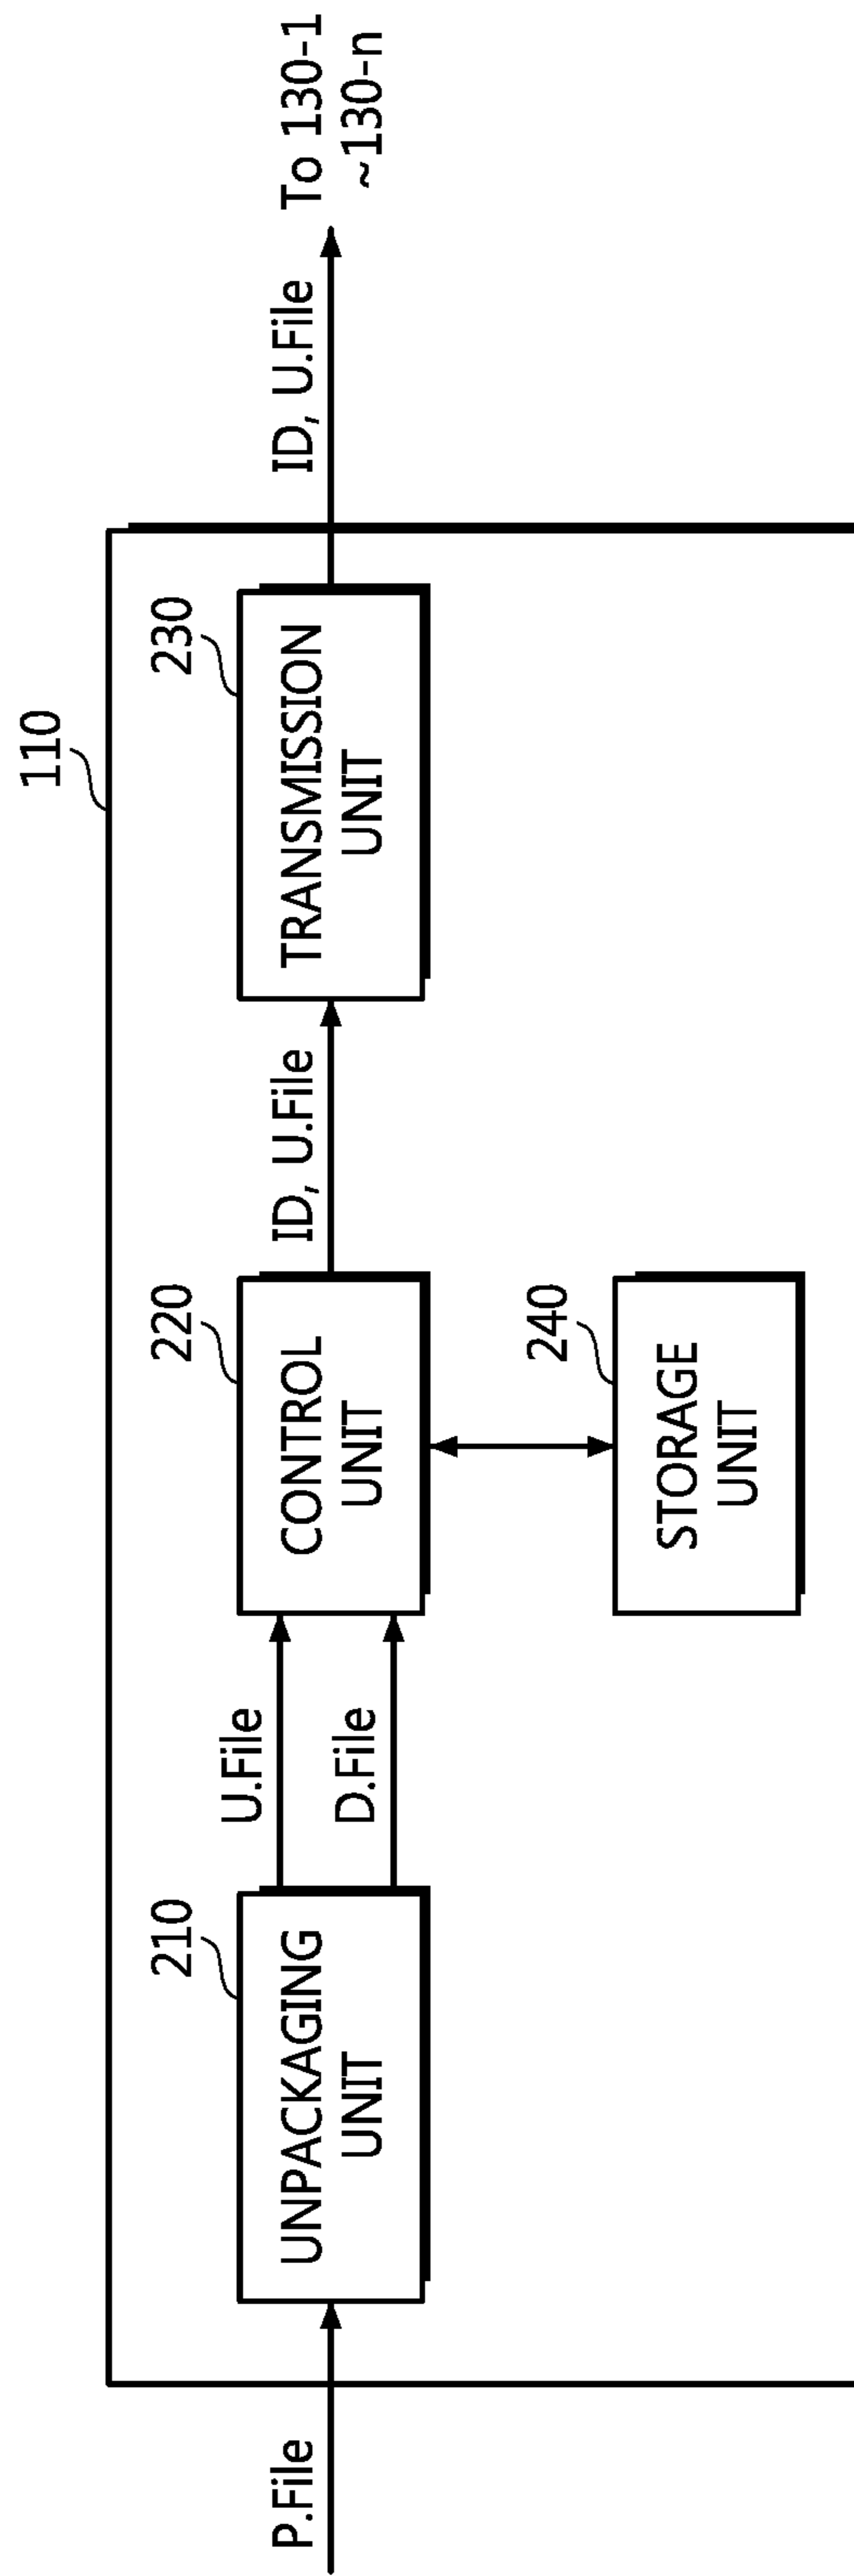 110
210
220
230
P.File
UNPACKAGING
UNIT
U.File
D.File
CONTROL
UNIT
ID, U.File
TRANSMISSION
UNIT
ID, U.File
To 130-1
~130-n
240
STORAGE
UNIT